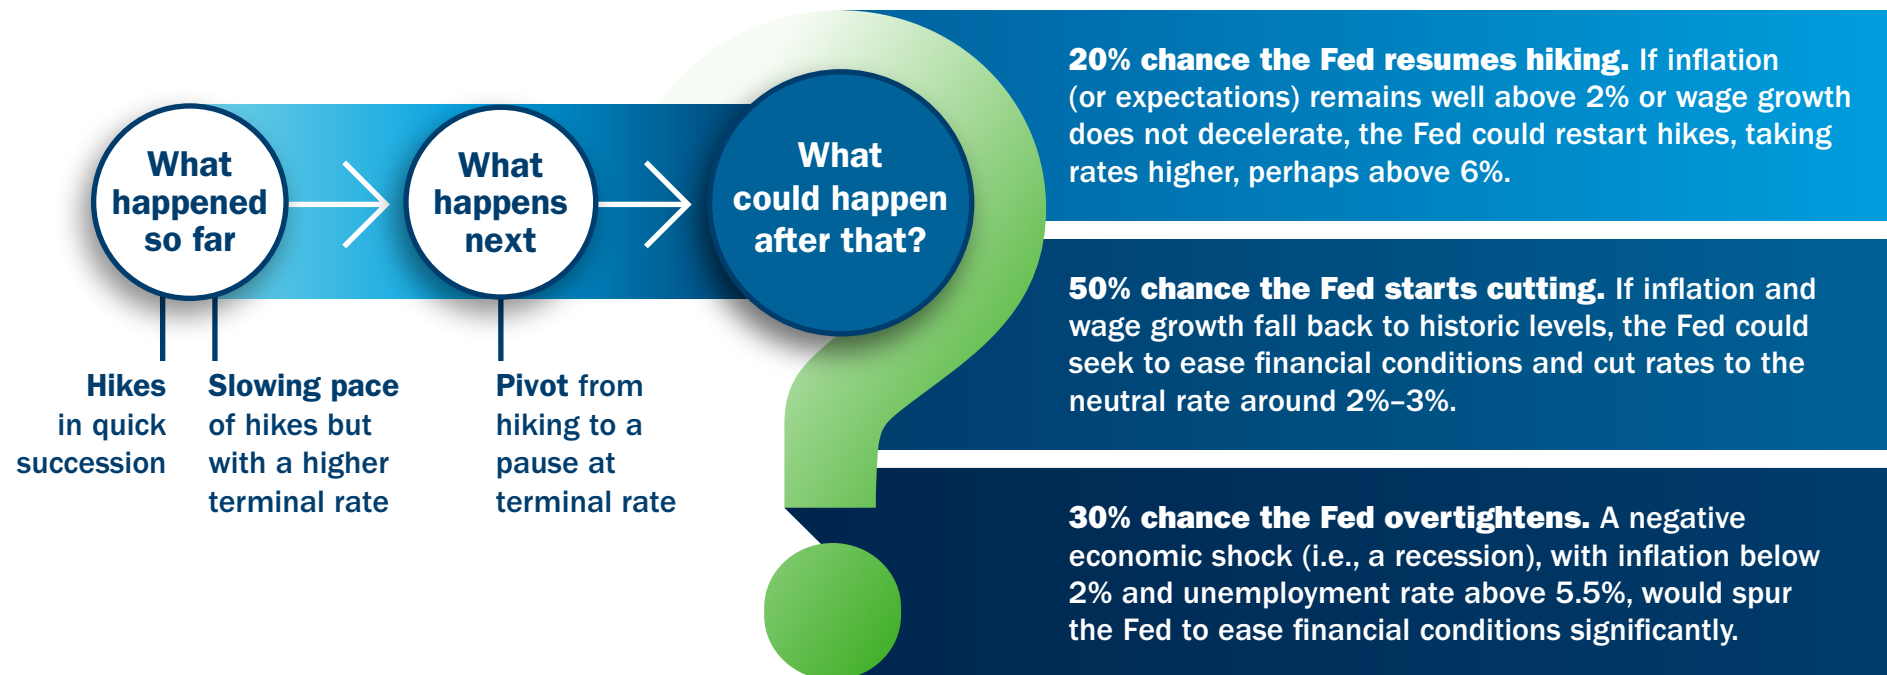 What
happened
so far
What
happens
next
What
could happen
after that?
Hikes
in quick
succession
Slowing pace
of hikes but
with a higher
terminal rate
Pivot from
hiking to a
pause at
terminal rate
20% chance the Fed resumes hiking. If inflation
(or expectations) remains well above 2% or wage growth
does not decelerate, the Fed could restart hikes, taking
rates higher, perhaps above 6%.
50% chance the Fed starts cutting. If inflation and
wage growth fall back to historic levels, the Fed could
seek to ease financial conditions and cut rates to the
neutral rate around 2%–3%.
30% chance the Fed overtightens. A negative
economic shock (i.e., a recession), with inflation below
2% and unemployment rate above 5.5%, would spur
the Fed to ease financial conditions significantly.